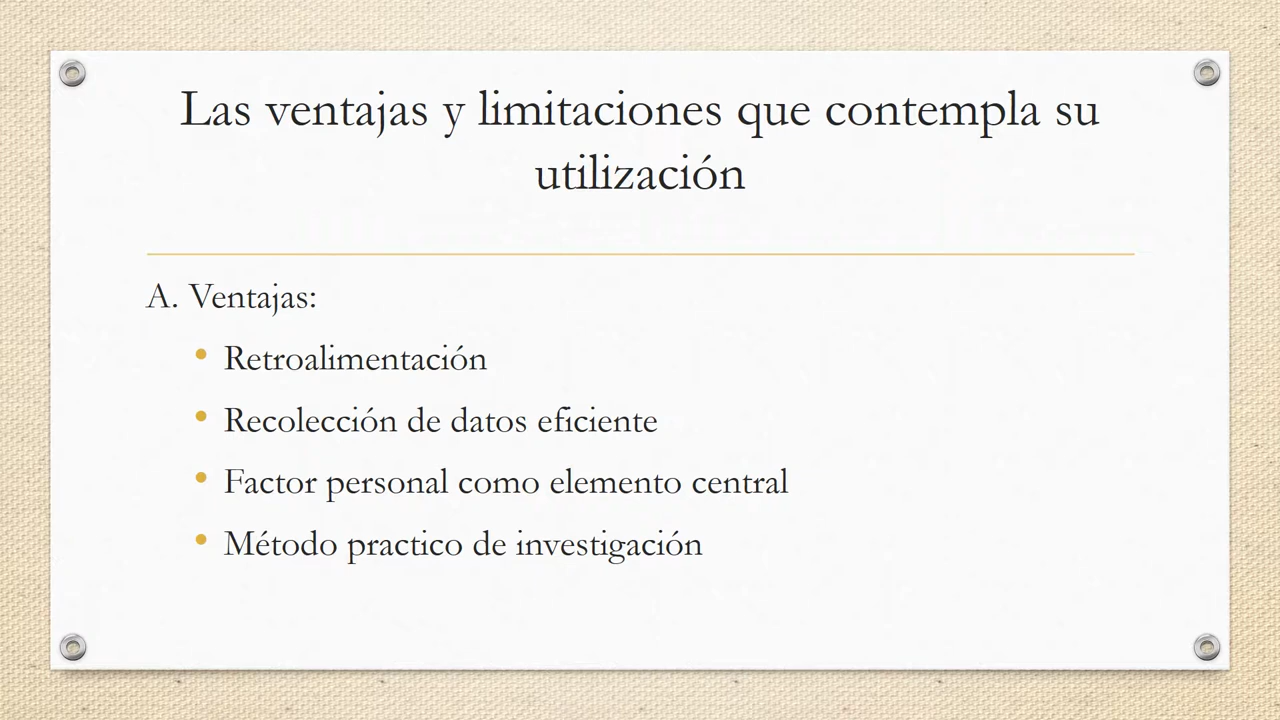 Las ventajas y limitaciones que contempla su
utilización
A. Ventajas:
• Retroalimentación
• Recolección de datos eficiente
• Factor personal como elemento central
• Método practico de investigación